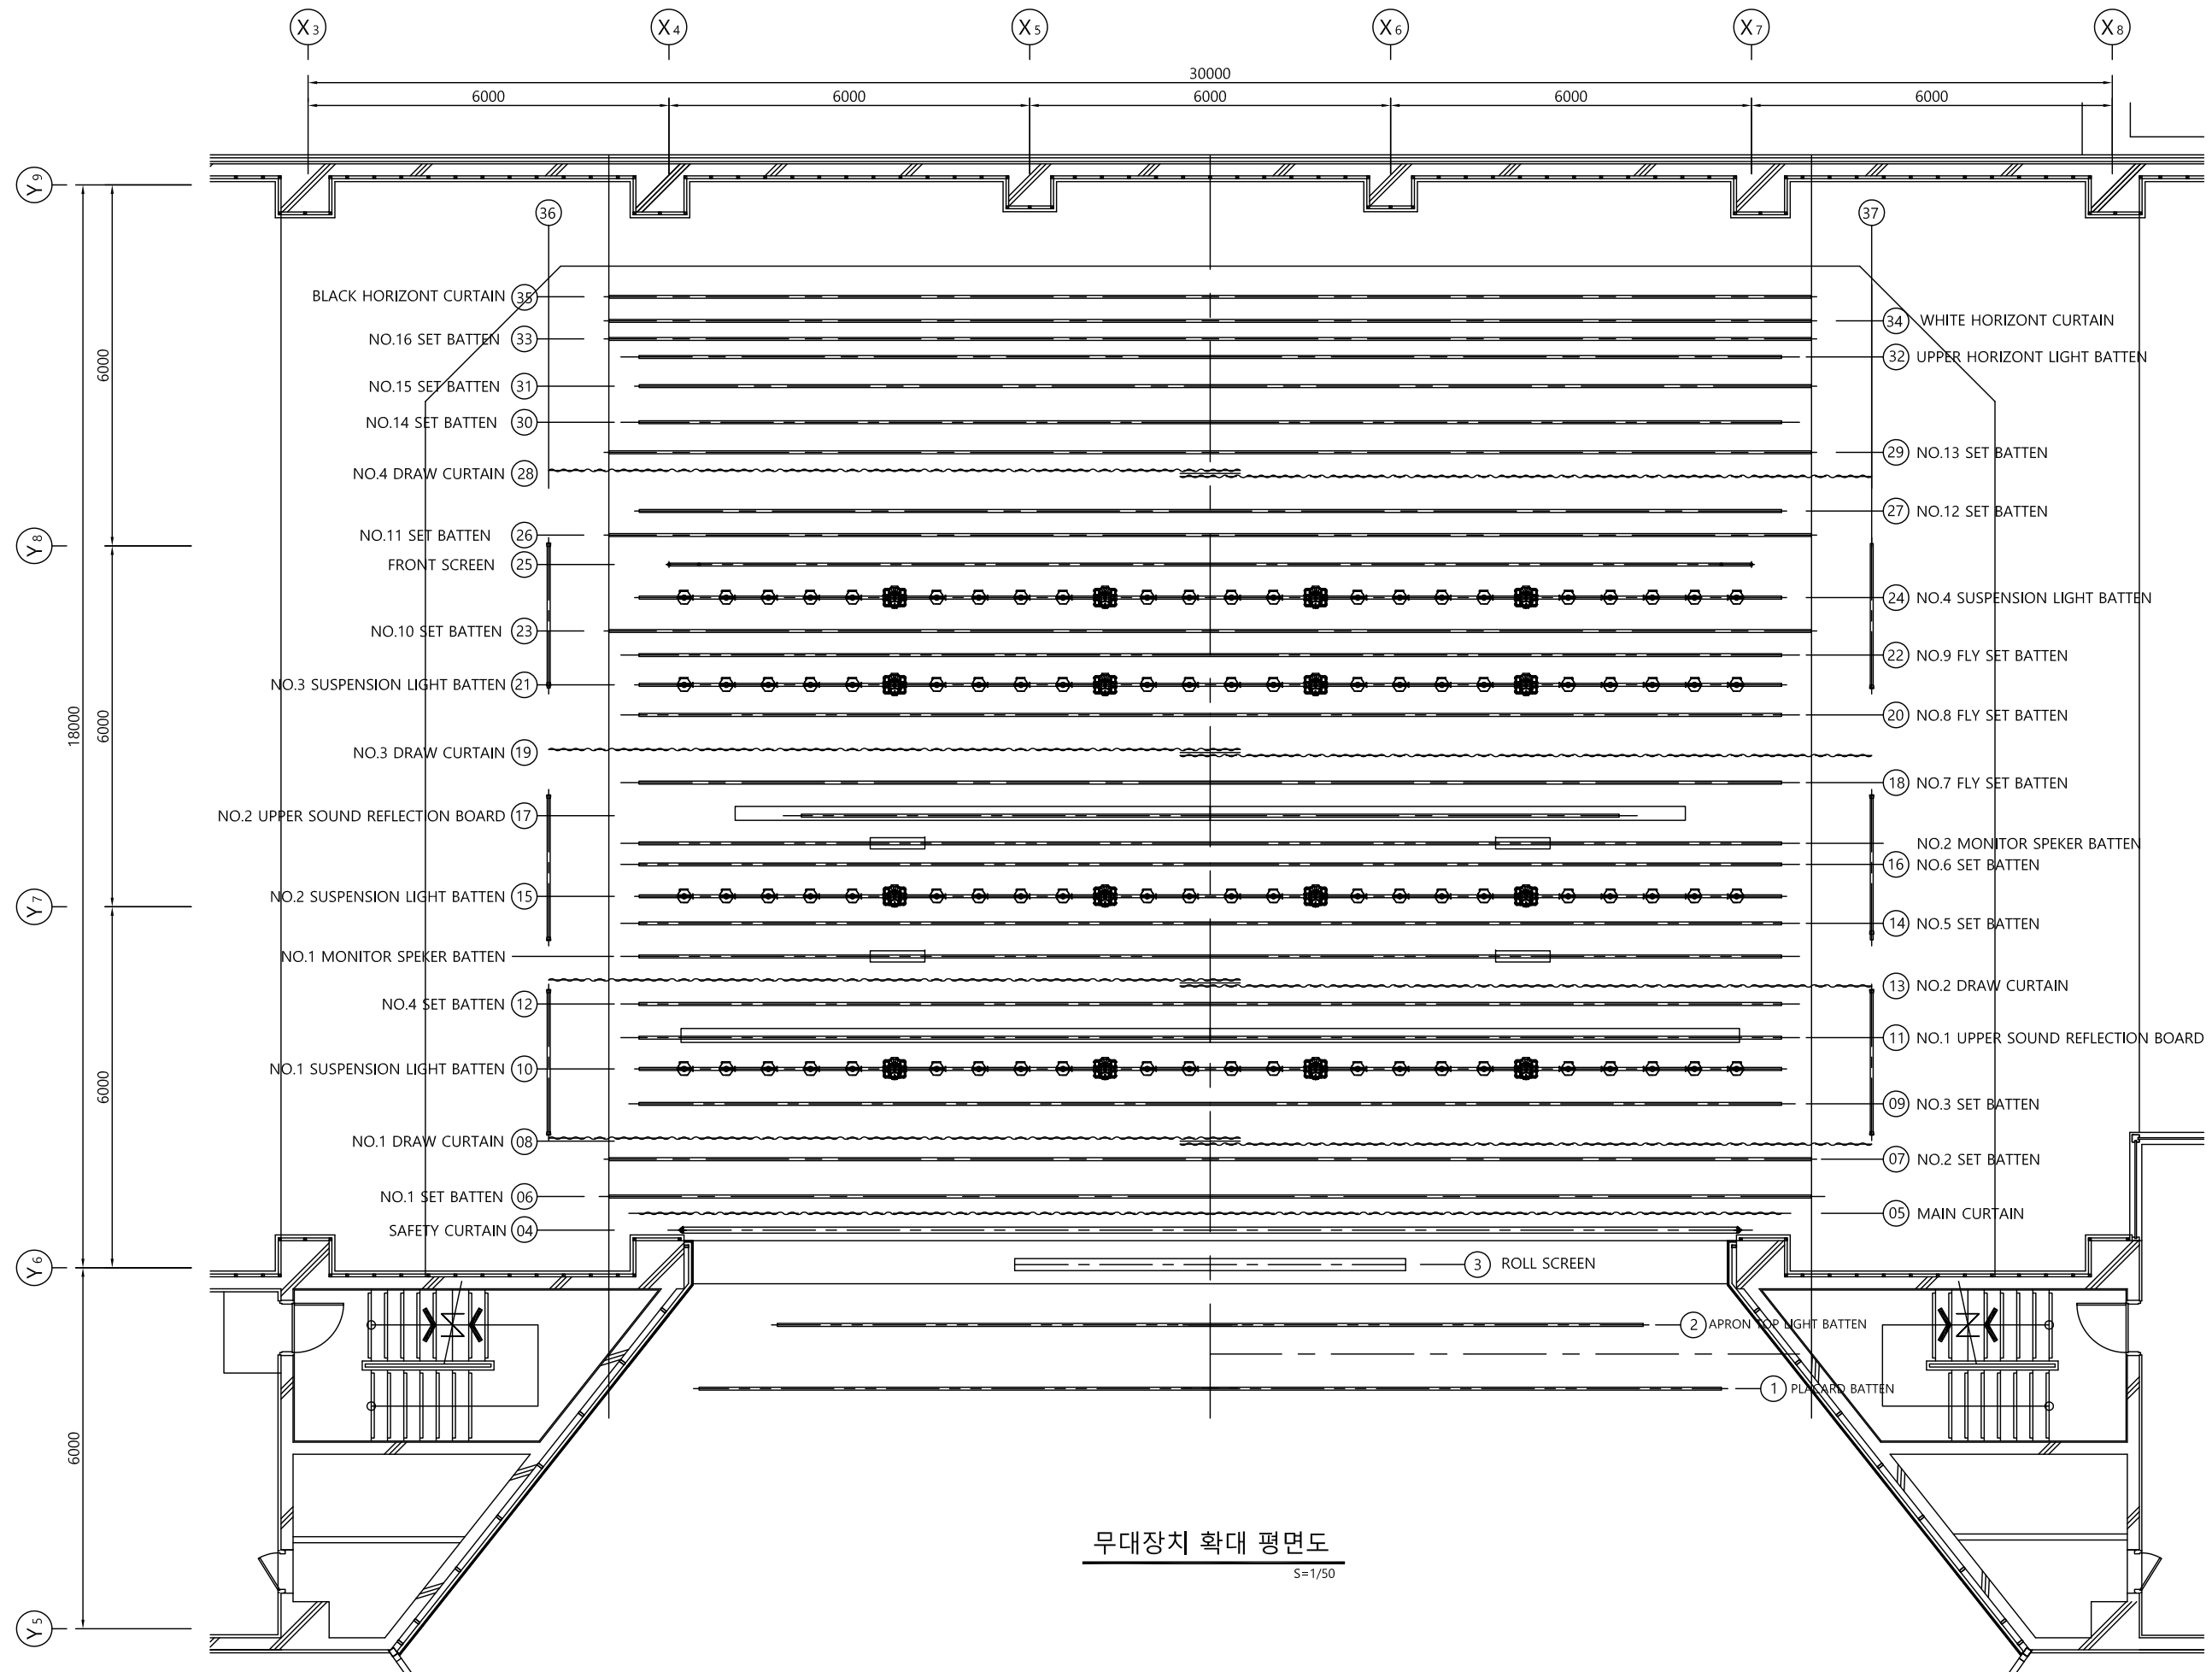 X3 X4 X5 X6 X7 X8
30000
6000 6000 6000 6000 6000
Y9
36 37
BLACK HORIZONT CURTAIN 35
34 WHITE HORIZONT CURTAIN
NO.16 SET BATTEN 33
32 UPPER HORIZONT LIGHT BATTEN
6000
NO.15 SET BATTEN 31
NO.14 SET BATTEN 30
29 NO.13 SET BATTEN
NO.4 DRAW CURTAIN 28
27 NO.12 SET BATTEN
NO.11 SET BATTEN 26
Y8
FRONT SCREEN 25
24 NO.4 SUSPENSION LIGHT BATTEN
NO.10 SET BATTEN 23
22 NO.9 FLY SET BATTEN
NO.3 SUSPENSION LIGHT BATTEN 21
20 NO.8 FLY SET BATTEN
18000
6000
NO.3 DRAW CURTAIN 19
18 NO.7 FLY SET BATTEN
NO.2 UPPER SOUND REFLECTION BOARD 17
NO.2 MONITOR SPEKER BATTEN
16 NO.6 SET BATTEN
NO.2 SUSPENSION LIGHT BATTEN 15
Y7
14 NO.5 SET BATTEN
NO.1 MONITOR SPEKER BATTEN
13 NO.2 DRAW CURTAIN
NO.4 SET BATTEN 12
11 NO.1 UPPER SOUND REFLECTION BOARD
NO.1 SUSPENSION LIGHT BATTEN 10
6000
09 NO.3 SET BATTEN
NO.1 DRAW CURTAIN 08
07 NO.2 SET BATTEN
NO.1 SET BATTEN 06
05 MAIN CURTAIN
SAFETY CURTAIN 04
Y6
3 ROLL SCREEN
2 APRON TOP LIGHT BATTEN
1 PLACARD BATTEN
6000
무대장치 확대 평면도
S=1/50
Y5